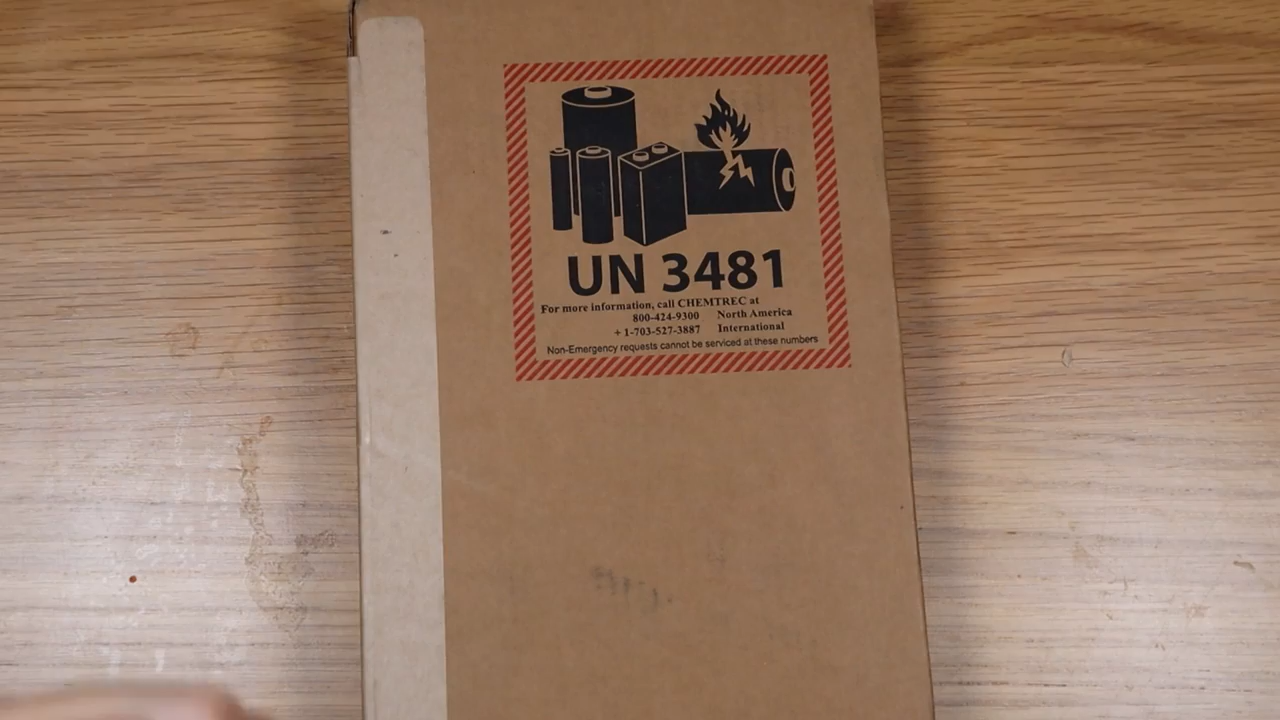 UN 3481
For more information, call CHEMTREC at
800-424-9300 North America
+1-703-527-3887 International
Non-Emergency requests cannot be serviced at these numbers